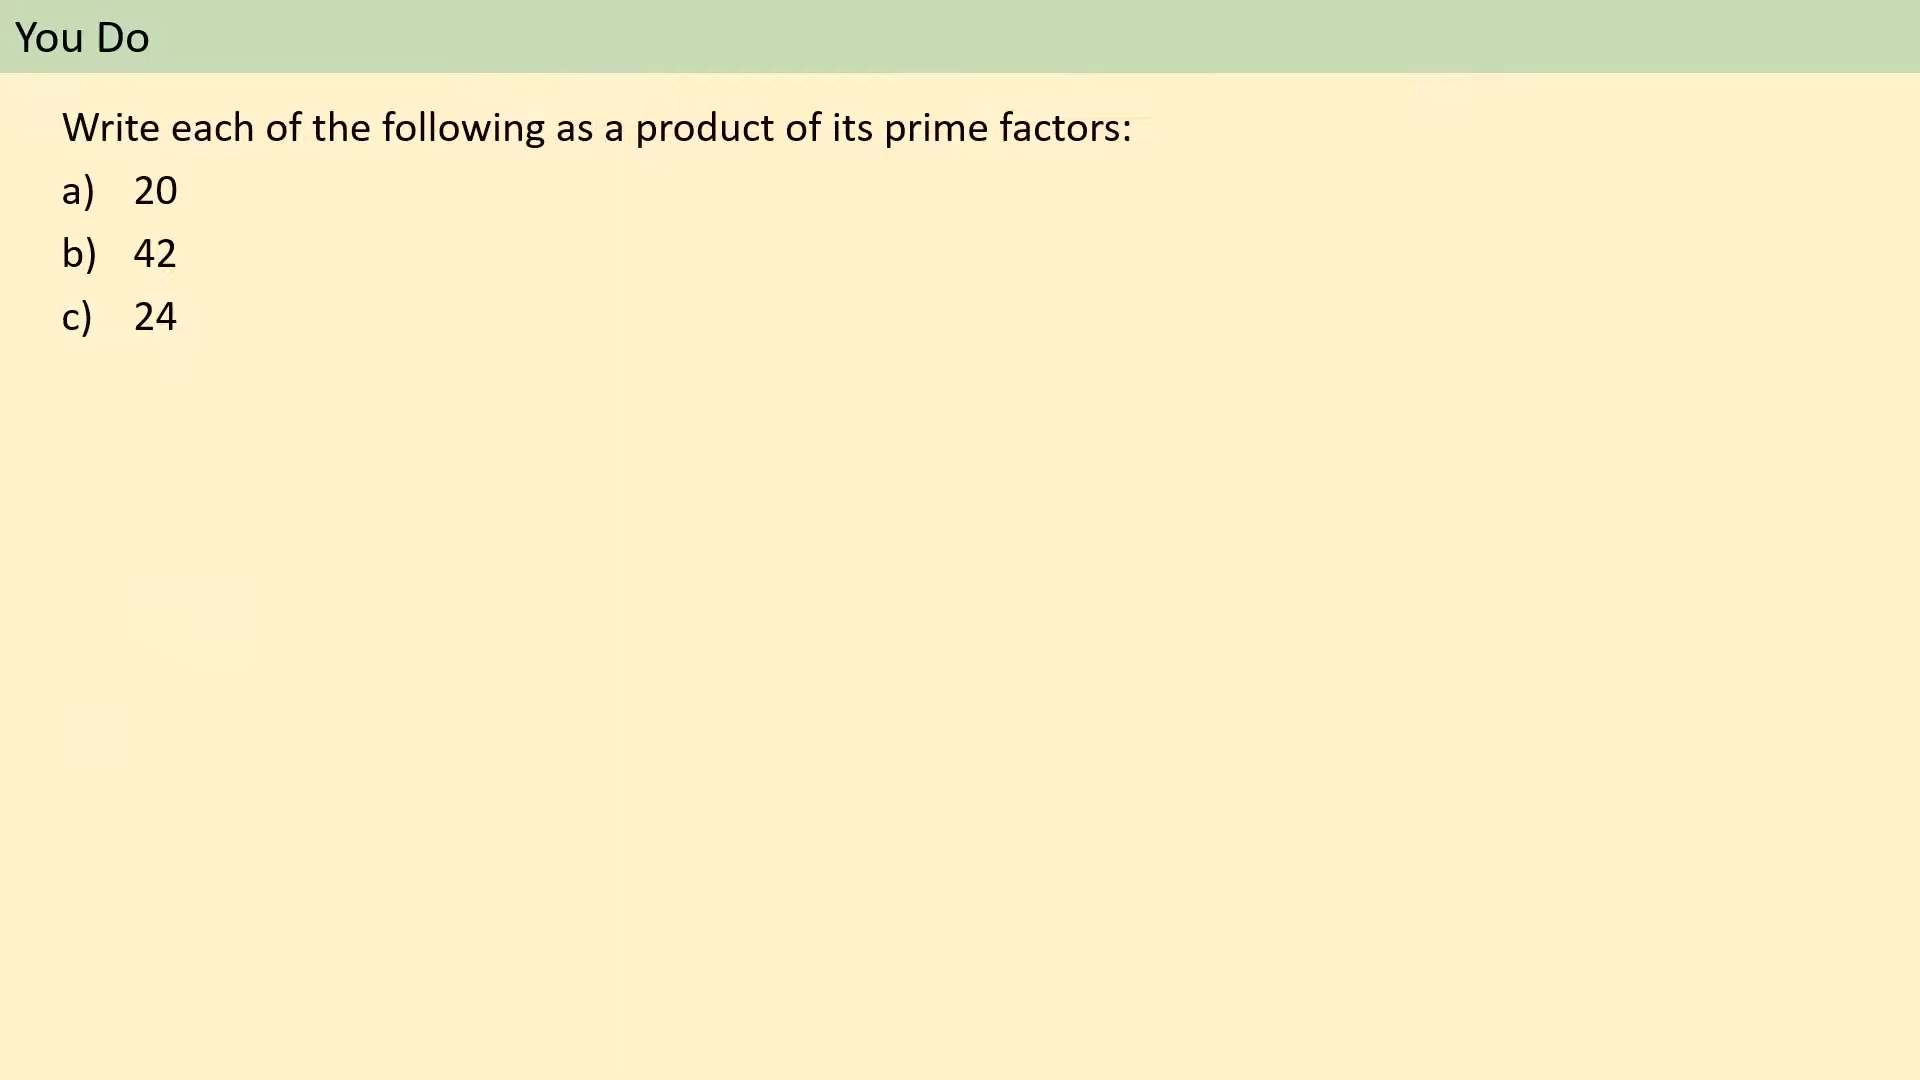 You Do
Write each of the following as a product of its prime factors:
a) 20
b) 42
c) 24